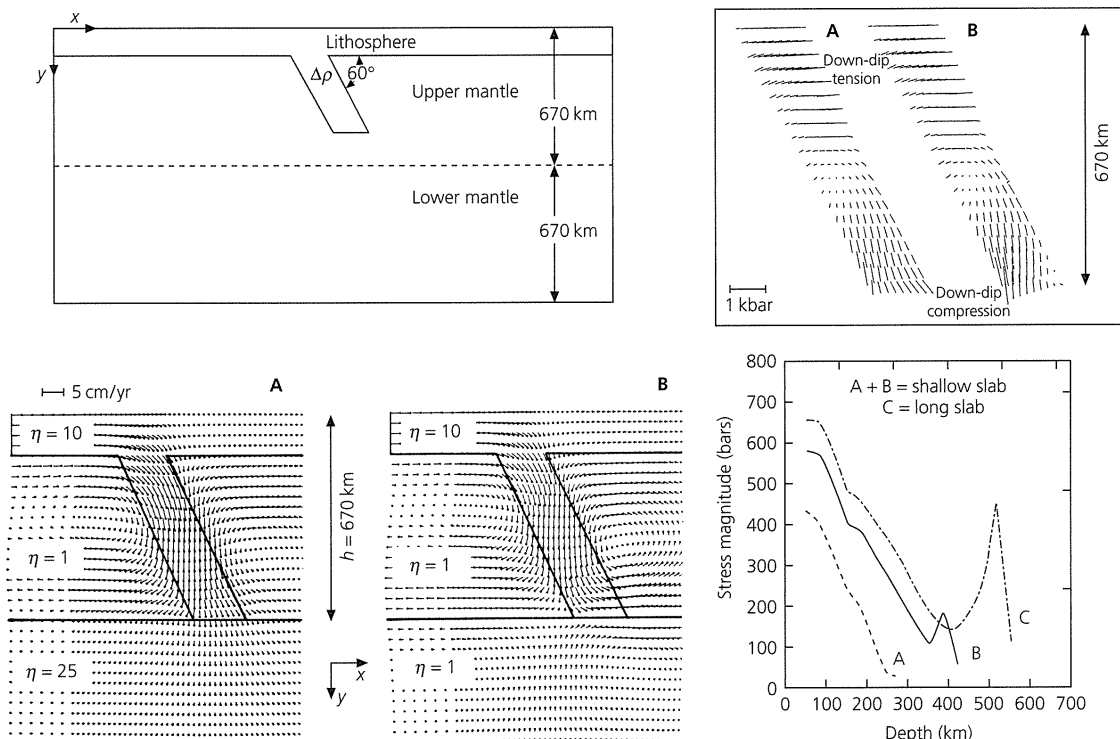 x
y
Lithosphere
Δρ
60°
Upper mantle
670 km
Lower mantle
670 km
A
B
Down-dip
tension
670 km
1 kbar
Down-dip
compression
5 cm/yr
A
η = 10
η = 1
η = 25
h = 670 km
x
y
B
η = 10
η = 1
η = 1
800
700
600
500
400
300
200
100
0
Stress magnitude (bars)
A + B = shallow slab
C = long slab
A
B
C
0 100 200 300 400 500 600 700
Depth (km)